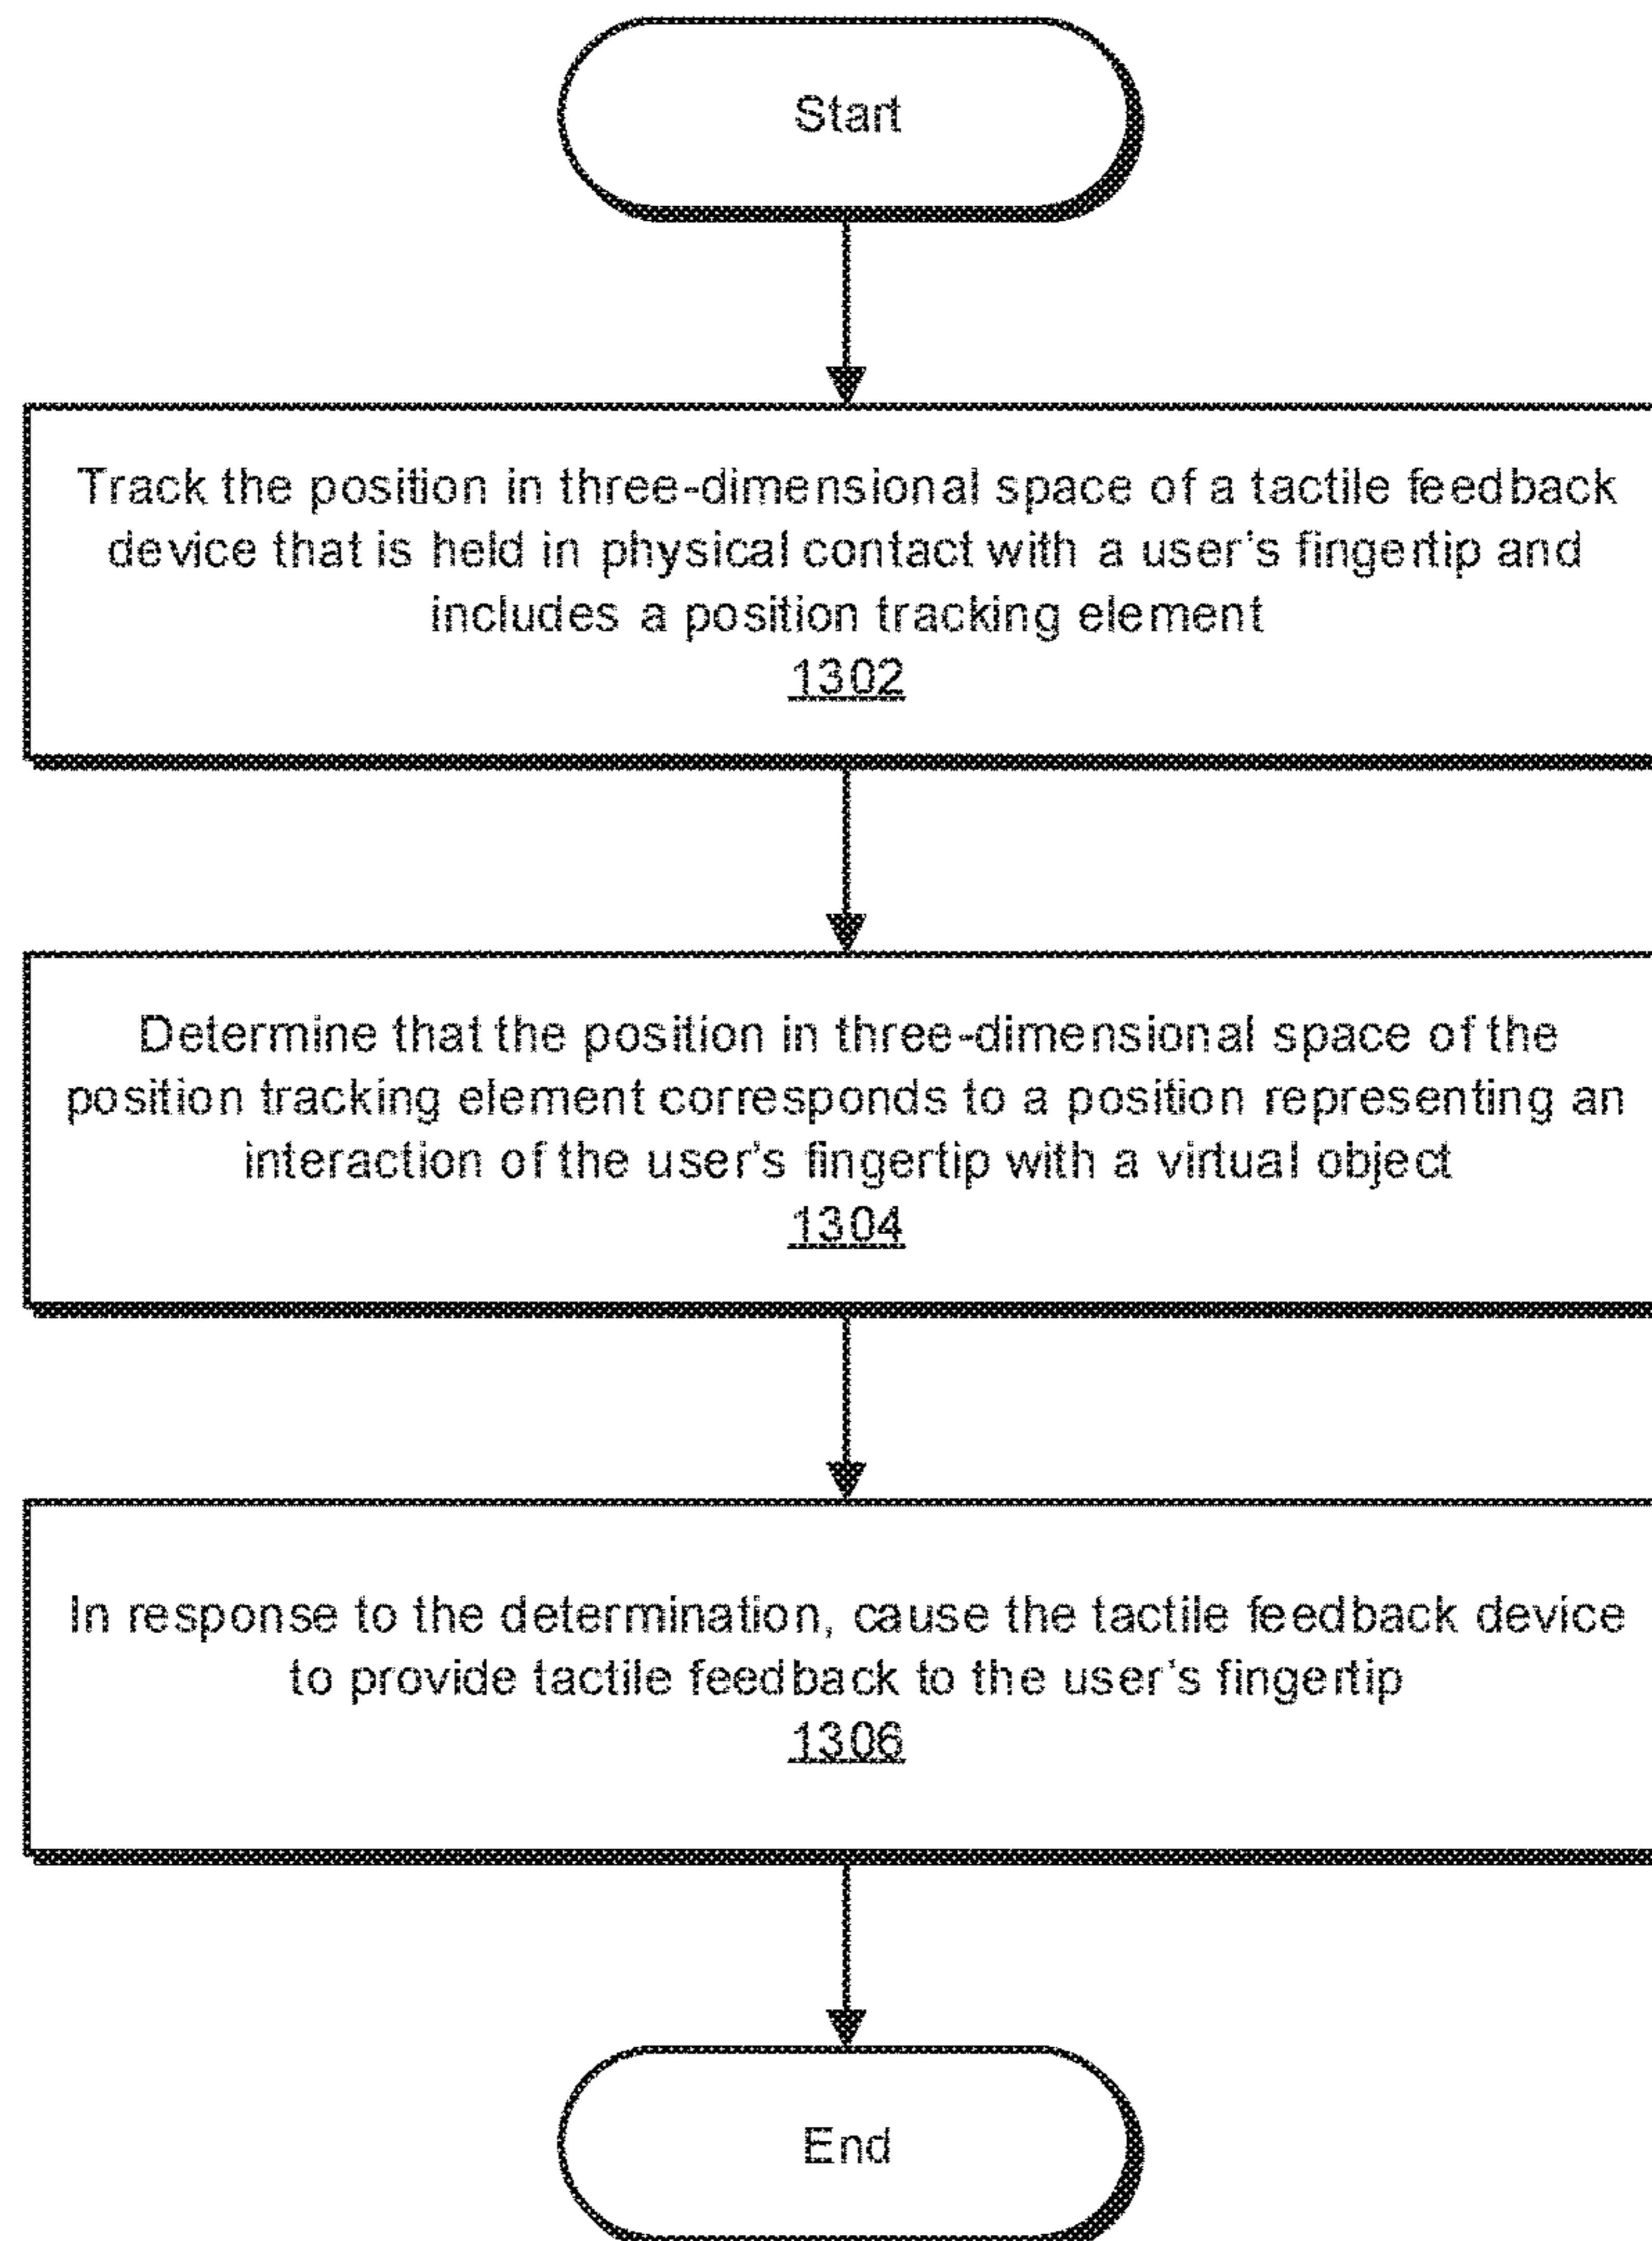 Start
Track the position in three-dimensional space of a tactile feedback
device that is held in physical contact with a user's fingertip and
includes a position tracking element
1302
Determine that the position in three-dimensional space of the
position tracking element corresponds to a position representing an
interaction of the user's fingertip with a virtual object
1304
In response to the determination, cause the tactile feedback device
to provide tactile feedback to the user's fingertip
1306
End